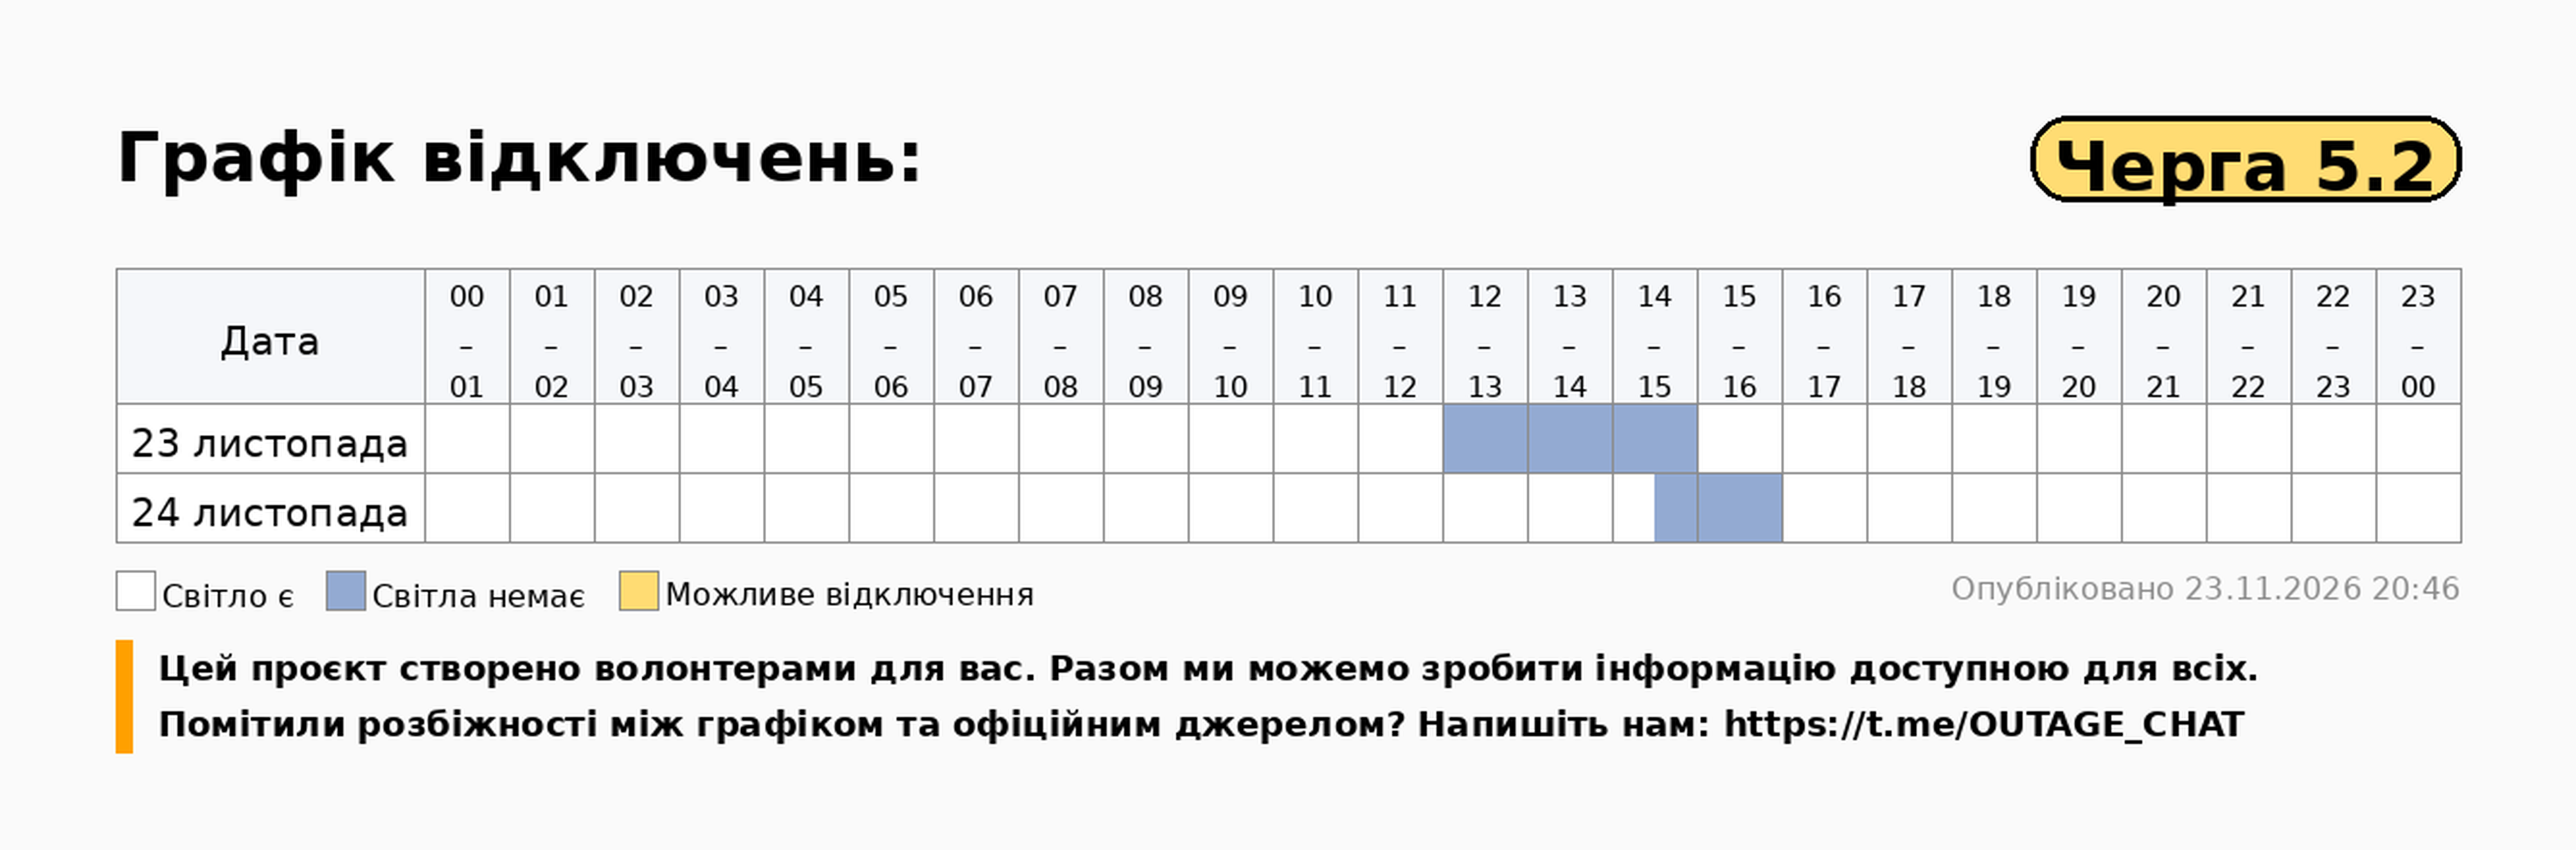 Графік відключень:
Черга 5.2
Дата
00 – 01
01 – 02
02 – 03
03 – 04
04 – 05
05 – 06
06 – 07
07 – 08
08 – 09
09 – 10
10 – 11
11 – 12
12 – 13
13 – 14
14 – 15
15 – 16
16 – 17
17 – 18
18 – 19
19 – 20
20 – 21
21 – 22
22 – 23
23 – 00
23 листопада
24 листопада
Світло є
Світла немає
Можливе відключення
Опубліковано 23.11.2026 20:46
Цей проєкт створено волонтерами для вас. Разом ми можемо зробити інформацію доступною для всіх.
Помітили розбіжності між графіком та офіційним джерелом? Напишіть нам: https://t.me/OUTAGE_CHAT